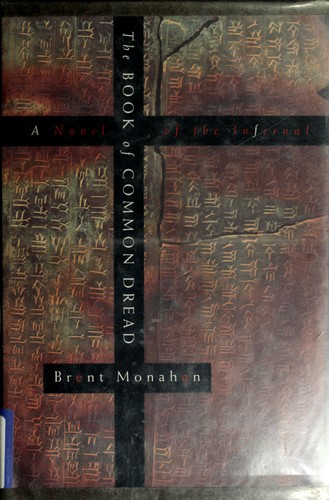 The BOOK of COMMON DREAD
A Novel of the Infernal
Brent Monahan